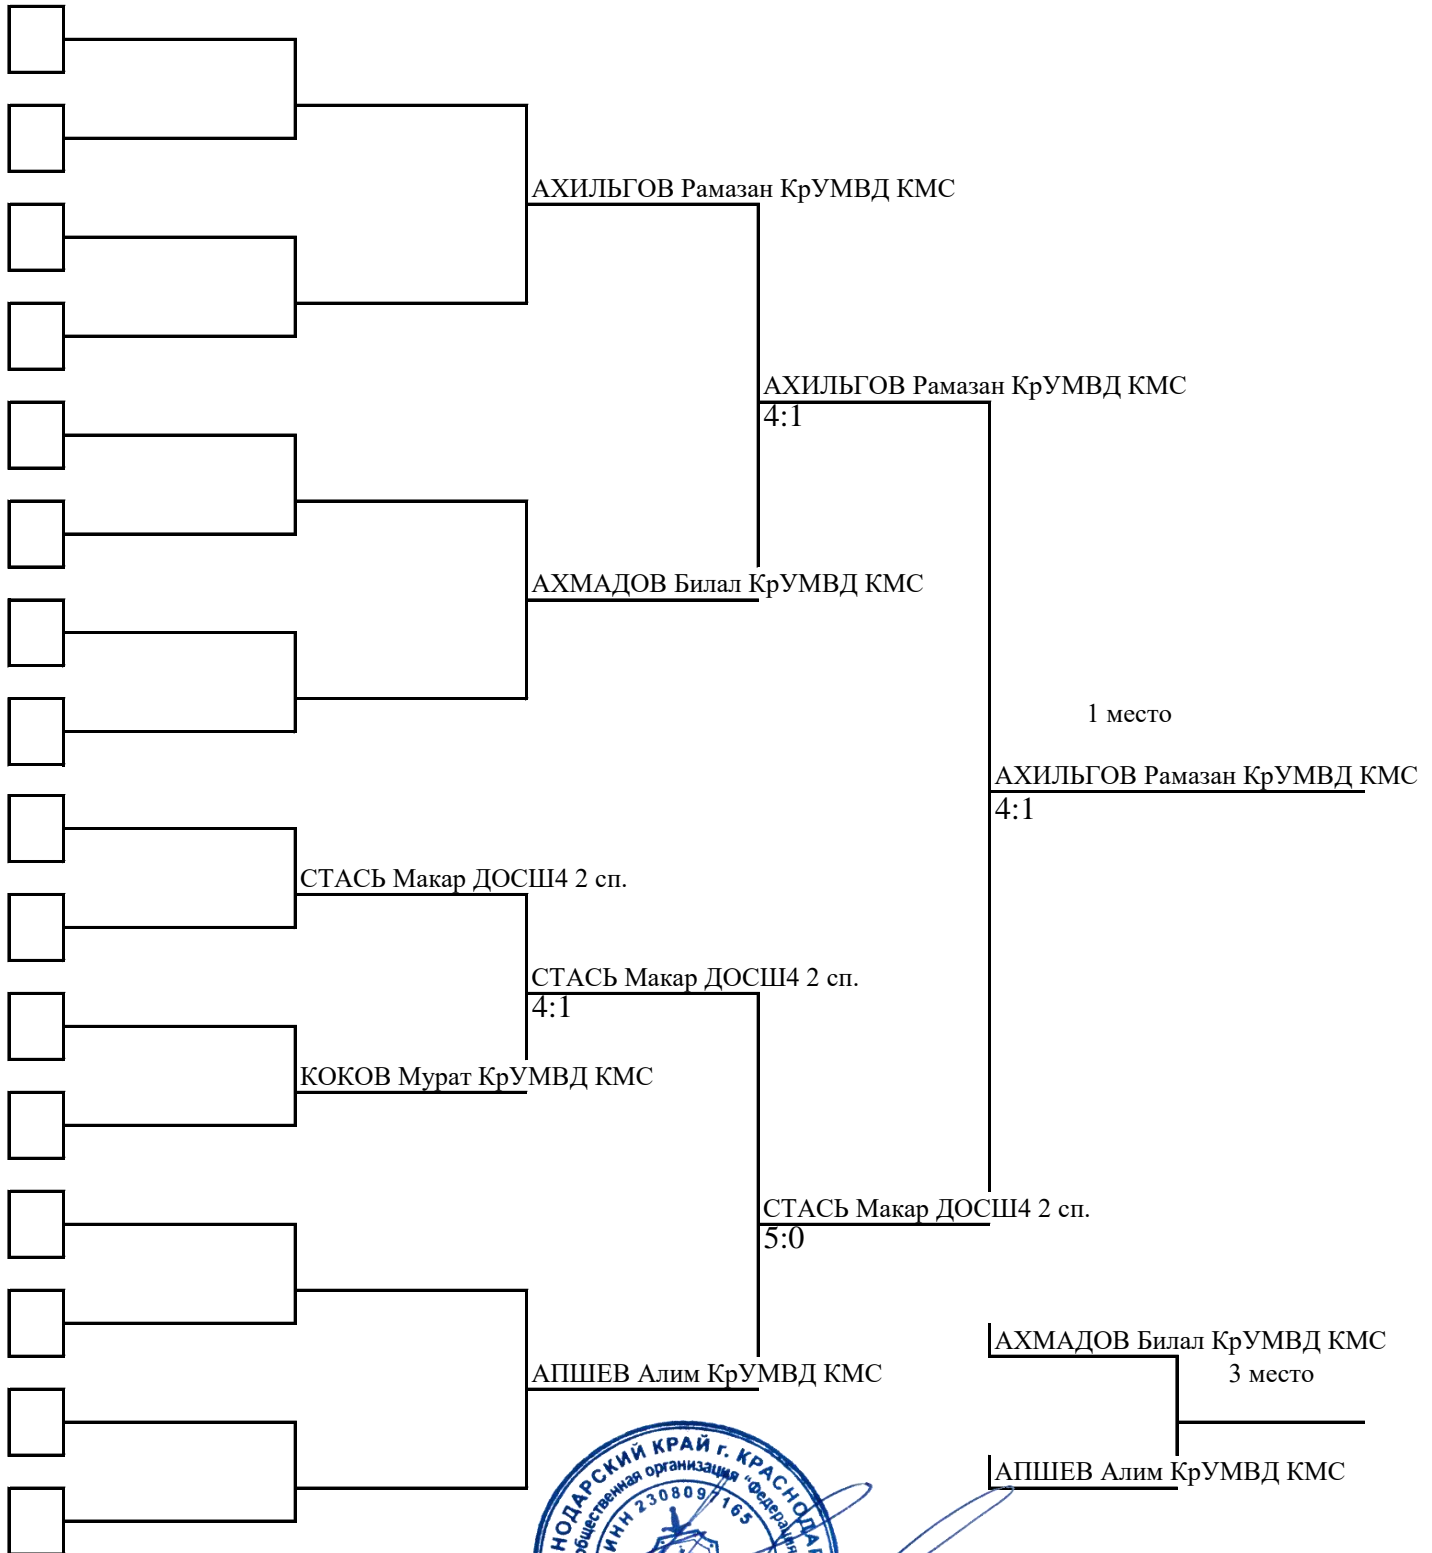 АХИЛЬГОВ Рамазан КрУМВД КМС
АХИЛЬГОВ Рамазан КрУМВД КМС
4:1
АХМАДОВ Билал КрУМВД КМС
1 место
АХИЛЬГОВ Рамазан КрУМВД КМС
4:1
СТАСЬ Макар ДОСШ4 2 сп.
СТАСЬ Макар ДОСШ4 2 сп.
4:1
КОКОВ Мурат КрУМВД КМС
СТАСЬ Макар ДОСШ4 2 сп.
5:0
АХМАДОВ Билал КрУМВД КМС
3 место
АПШЕВ Алим КрУМВД КМС
АПШЕВ Алим КрУМВД КМС
КРАЙ г.
общественная организация
ИНН 2308097165